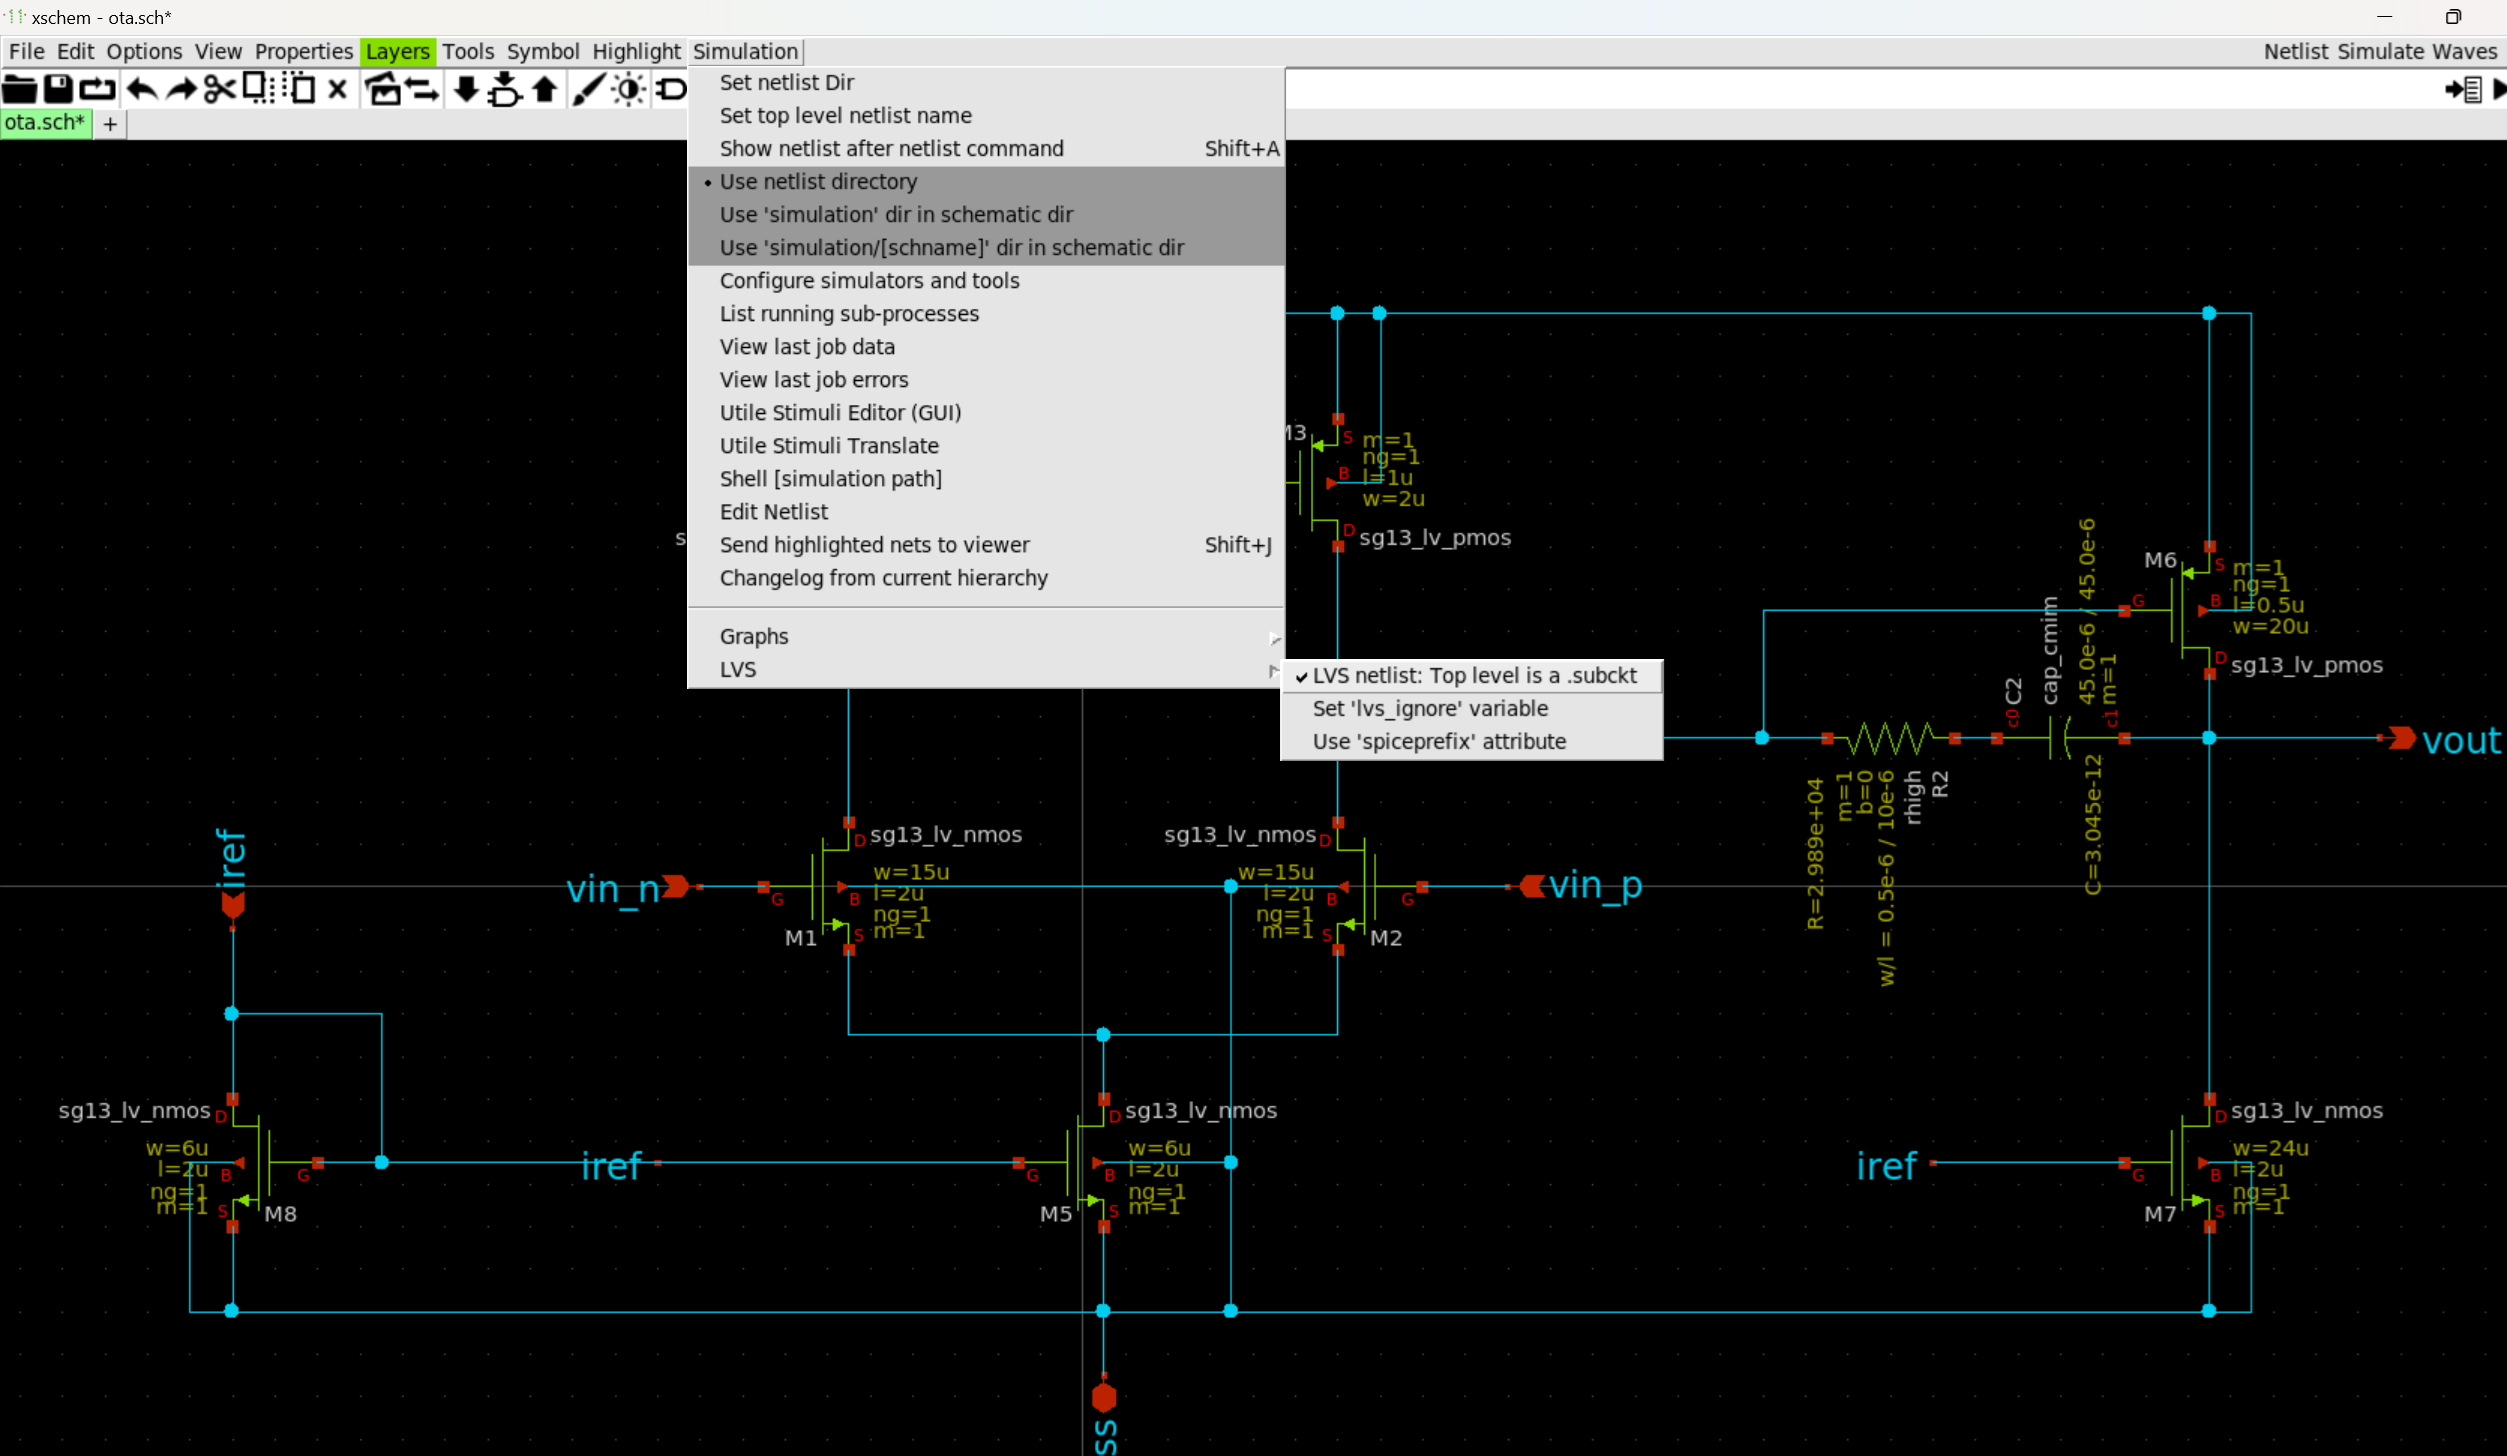 xschem - ota.sch*
File Edit Options View Properties Layers Tools Symbol Highlight Simulation Netlist Simulate Waves
ota.sch* +
Set netlist Dir
Set top level netlist name
Show netlist after netlist command Shift+A
Use netlist directory
Use 'simulation' dir in schematic dir
Use 'simulation/[schname]' dir in schematic dir
Configure simulators and tools
List running sub-processes
View last job data
View last job errors
Utile Stimuli Editor (GUI)
Utile Stimuli Translate
Shell [simulation path]
Edit Netlist
Send highlighted nets to viewer Shift+J
Changelog from current hierarchy
Graphs
LVS
LVS netlist: Top level is a .subckt
Set 'lvs_ignore' variable
Use 'spiceprefix' attribute
S
m=1
ng=1
B
l=1u
w=2u
D
sg13_lv_pmos
M6
S
m=1
ng=1
G
B
l=0.5u
w=20u
D
sg13_lv_pmos
C2
c0
cap_cmim
45.0e-6 / 45.0e-6
m=1
c1
C=3.045e-12
vout
R=2.989e+04
m=1
b=0
w/l = 0.5e-6 / 10e-6
rhigh
R2
iref
vin_n
D
sg13_lv_nmos
w=15u
l=2u
G
B
ng=1
m=1
S
M1
sg13_lv_nmos
D
w=15u
l=2u
B
G
ng=1
m=1
S
M2
vin_p
sg13_lv_nmos
D
w=6u
l=2u
B
G
ng=1
m=1
S
M8
iref
D
sg13_lv_nmos
w=6u
l=2u
G
B
ng=1
m=1
S
M5
iref
D
sg13_lv_nmos
w=24u
l=2u
G
B
ng=1
m=1
S
M7
ss